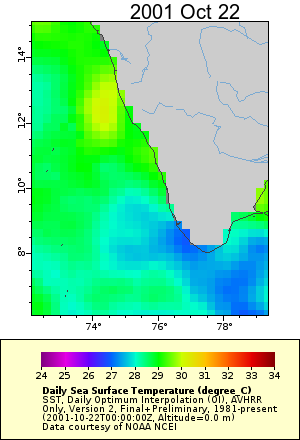 2001 Oct 22
14°
12°
10°
8°
74° 76° 78°
24 25 26 27 28 29 30 31 32 33 34
Daily Sea Surface Temperature (degree_C)
SST, Daily Optimum Interpolation (OI), AVHRR
Only, Version 2, Final+Preliminary, 1981-present
(2001-10-22T00:00:00Z, Altitude=0.0 m)
Data courtesy of NOAA NCEI